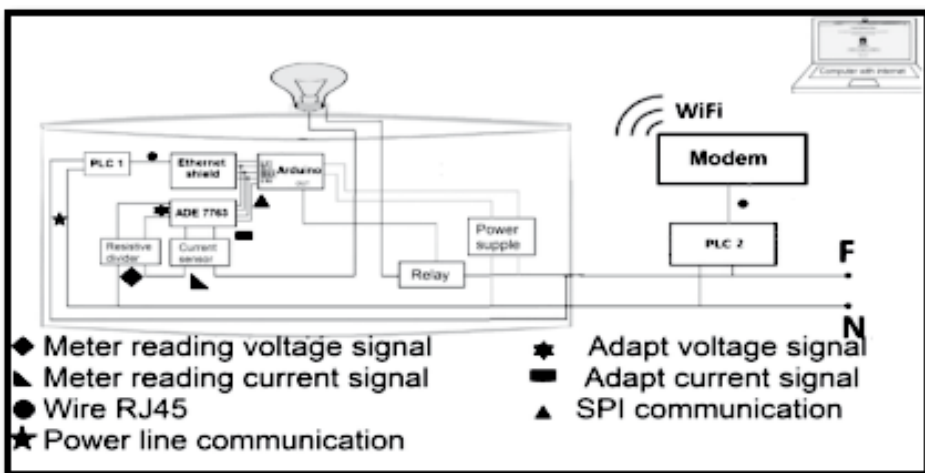 Computer with internet
WiFi
Modem
PLC 1
Ethernet
shield
Arduino
ADE 7763
Resistive
divider
Current
sensor
Power
supple
Relay
PLC 2
F
N
Meter reading voltage signal
Adapt voltage signal
Meter reading current signal
Adapt current signal
Wire RJ45
SPI communication
Power line communication